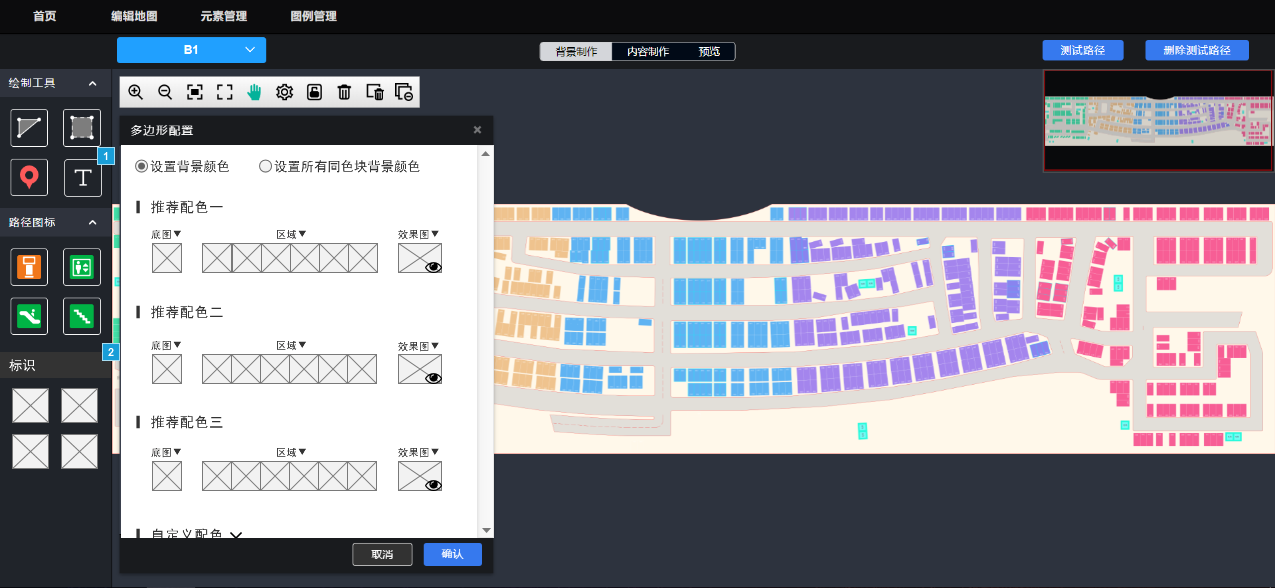 首页 编辑地图 元素管理 图例管理
B1 背景制作 内容制作 预览 测试路径 删除测试路径
绘制工具
多边形配置 ×
1
T
设置背景颜色 设置所有同色块背景颜色
推荐配色一
路径图标
底图▼ 区域▼ 效果图▼
推荐配色二
底图▼ 区域▼ 效果图▼
2
标识
推荐配色三
底图▼ 区域▼ 效果图▼
自定义配色
取消 确认